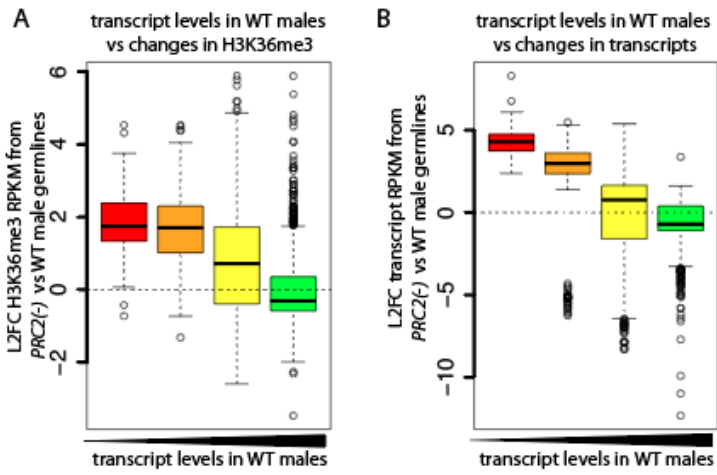 A
transcript levels in WT males
vs changes in H3K36me3
L2FC H3K36me3 RPKM from
PRC2(-) vs WT male germlines
6
4
2
0
−2
transcript levels in WT males
B
transcript levels in WT males
vs changes in transcripts
L2FC transcript RPKM from
PRC2(-) vs WT male germlines
5
0
−5
−10
transcript levels in WT males